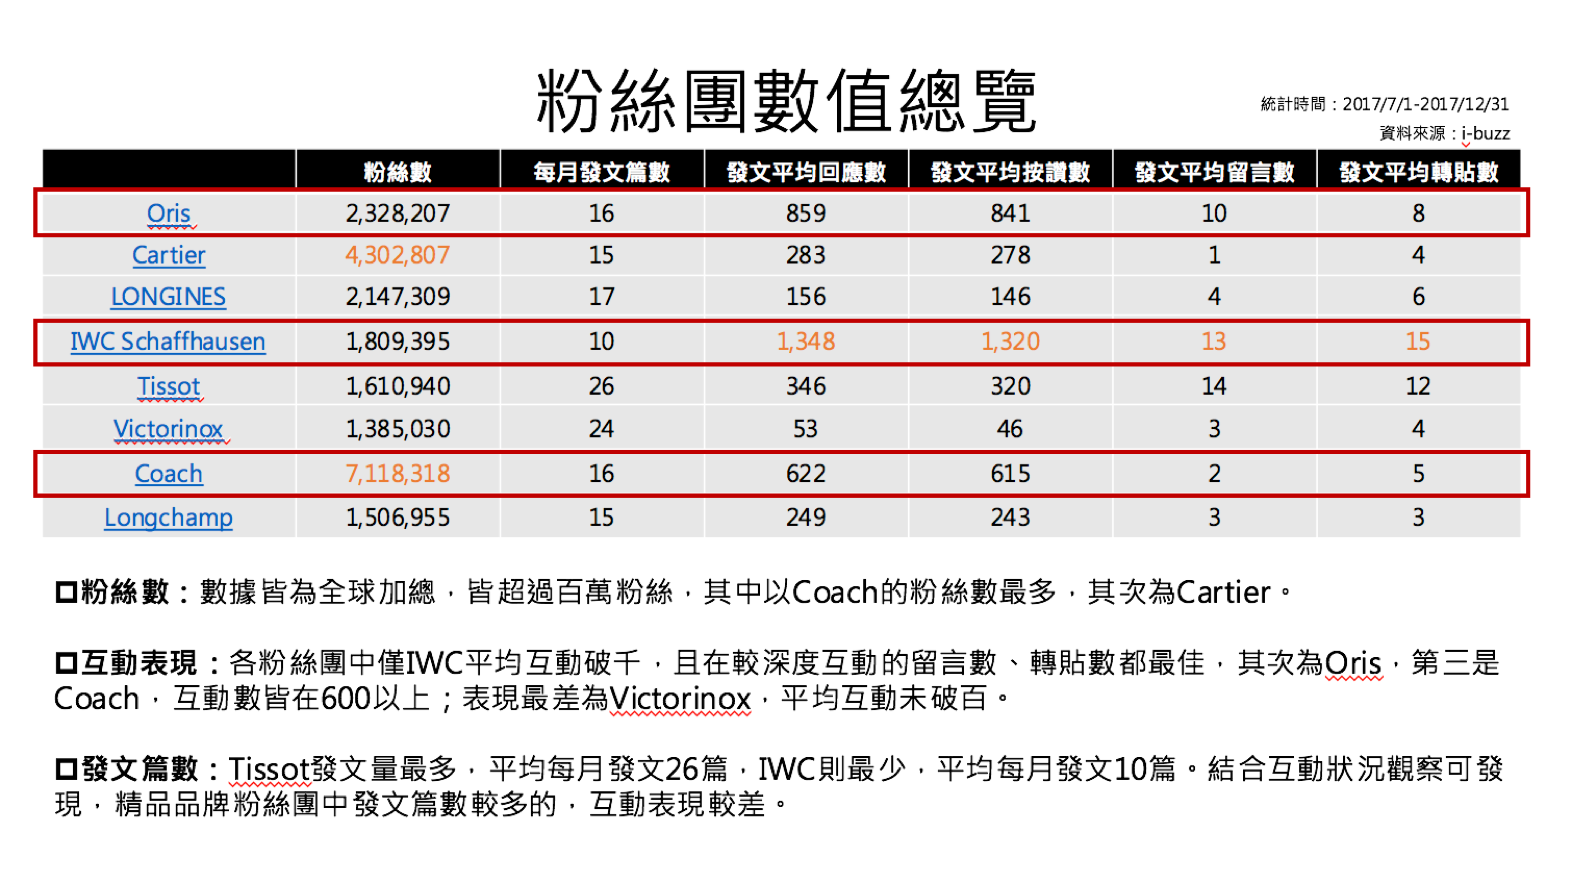 粉絲團數值總覽
統計時間：2017/7/1-2017/12/31
資料來源：i-buzz
粉絲數 每月發文篇數 發文平均回應數 發文平均按讚數 發文平均留言數 發文平均轉貼數
Oris 2,328,207 16 859 841 10 8
Cartier 4,302,807 15 283 278 1 4
LONGINES 2,147,309 17 156 146 4 6
IWC Schaffhausen 1,809,395 10 1,348 1,320 13 15
Tissot 1,610,940 26 346 320 14 12
Victorinox 1,385,030 24 53 46 3 4
Coach 7,118,318 16 622 615 2 5
Longchamp 1,506,955 15 249 243 3 3
粉絲數：數據皆為全球加總，皆超過百萬粉絲，其中以Coach的粉絲數最多，其次為Cartier。
互動表現：各粉絲團中僅IWC平均互動破千，且在較深度互動的留言數、轉貼數都最佳，其次為Oris，第三是
Coach，互動數皆在600以上；表現最差為Victorinox，平均互動未破百。
發文篇數：Tissot發文量最多，平均每月發文26篇，IWC則最少，平均每月發文10篇。結合互動狀況觀察可發
現，精品品牌粉絲團中發文篇數較多的，互動表現較差。